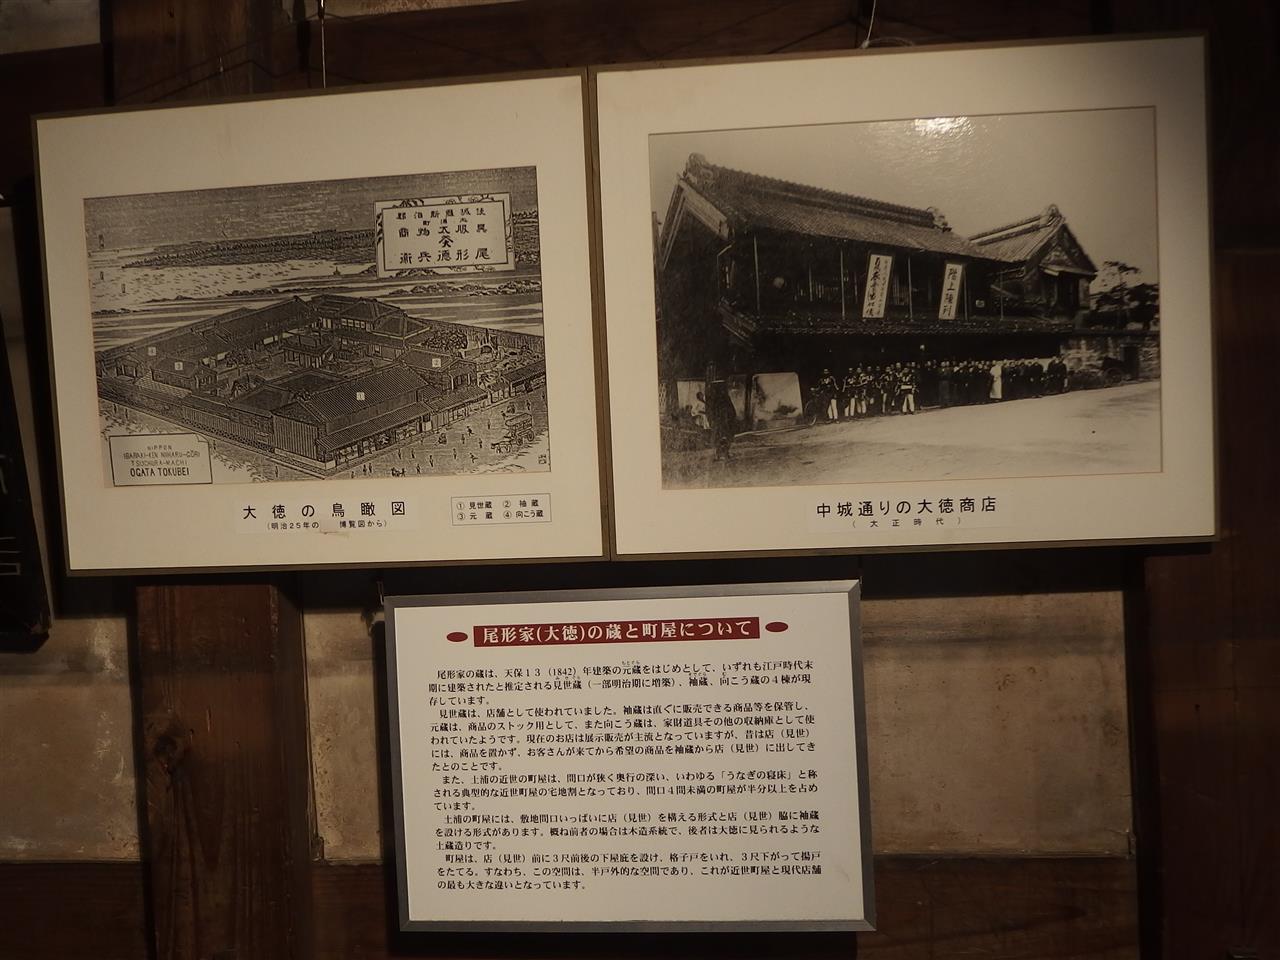 NIPPON
IBARAKI-KEN NIIHARU-GŌRI
TSUCHIURA-MACHI
OGATA TOKUBEI
大徳の鳥瞰図
(明治25年の 博覧図から)
① 見世蔵 ② 袖蔵
③ 元蔵 ④ 向こう蔵
階上陳列
中城通りの大徳商店
(大正時代)
尾形家(大徳)の蔵と町屋について
尾形家の蔵は、天保13(1842)年建築の元蔵をはじめとして、いずれも江戸時代末
期に建築されたと推定される見世蔵(一部明治期に増築)、袖蔵、向こう蔵の4棟が現
存しています。
見世蔵は、店舗として使われていました。袖蔵は直ぐに販売できる商品等を保管し、
元蔵は、商品のストック用として、また向こう蔵は、家財道具その他の収納庫として使
われていたようです。現在のお店は展示販売が主流となっていますが、昔は店(見世)
には、商品を置かず、お客さんが来てから希望の商品を袖蔵から店(見世)に出してき
たとのことです。
また、土浦の近世の町屋は、間口が狭く奥行の深い、いわゆる「うなぎの寝床」と称
される典型的な近世町屋の宅地割となっており、間口4間未満の町屋が半分以上を占め
ています。
土浦の町屋には、敷地間口いっぱいに店(見世)を構える形式と店(見世)脇に袖蔵
を設ける形式があります。概ね前者の場合は木造系統で、後者は大徳に見られるような
土蔵造りです。
町屋は、店(見世)前に3尺前後の下屋庇を設け、格子戸をいれ、3尺下がって揚戸
をたてる。すなわち、この空間は、半戸外的な空間であり、これが近世町屋と現代店舗
の最も大きな違いとなっています。